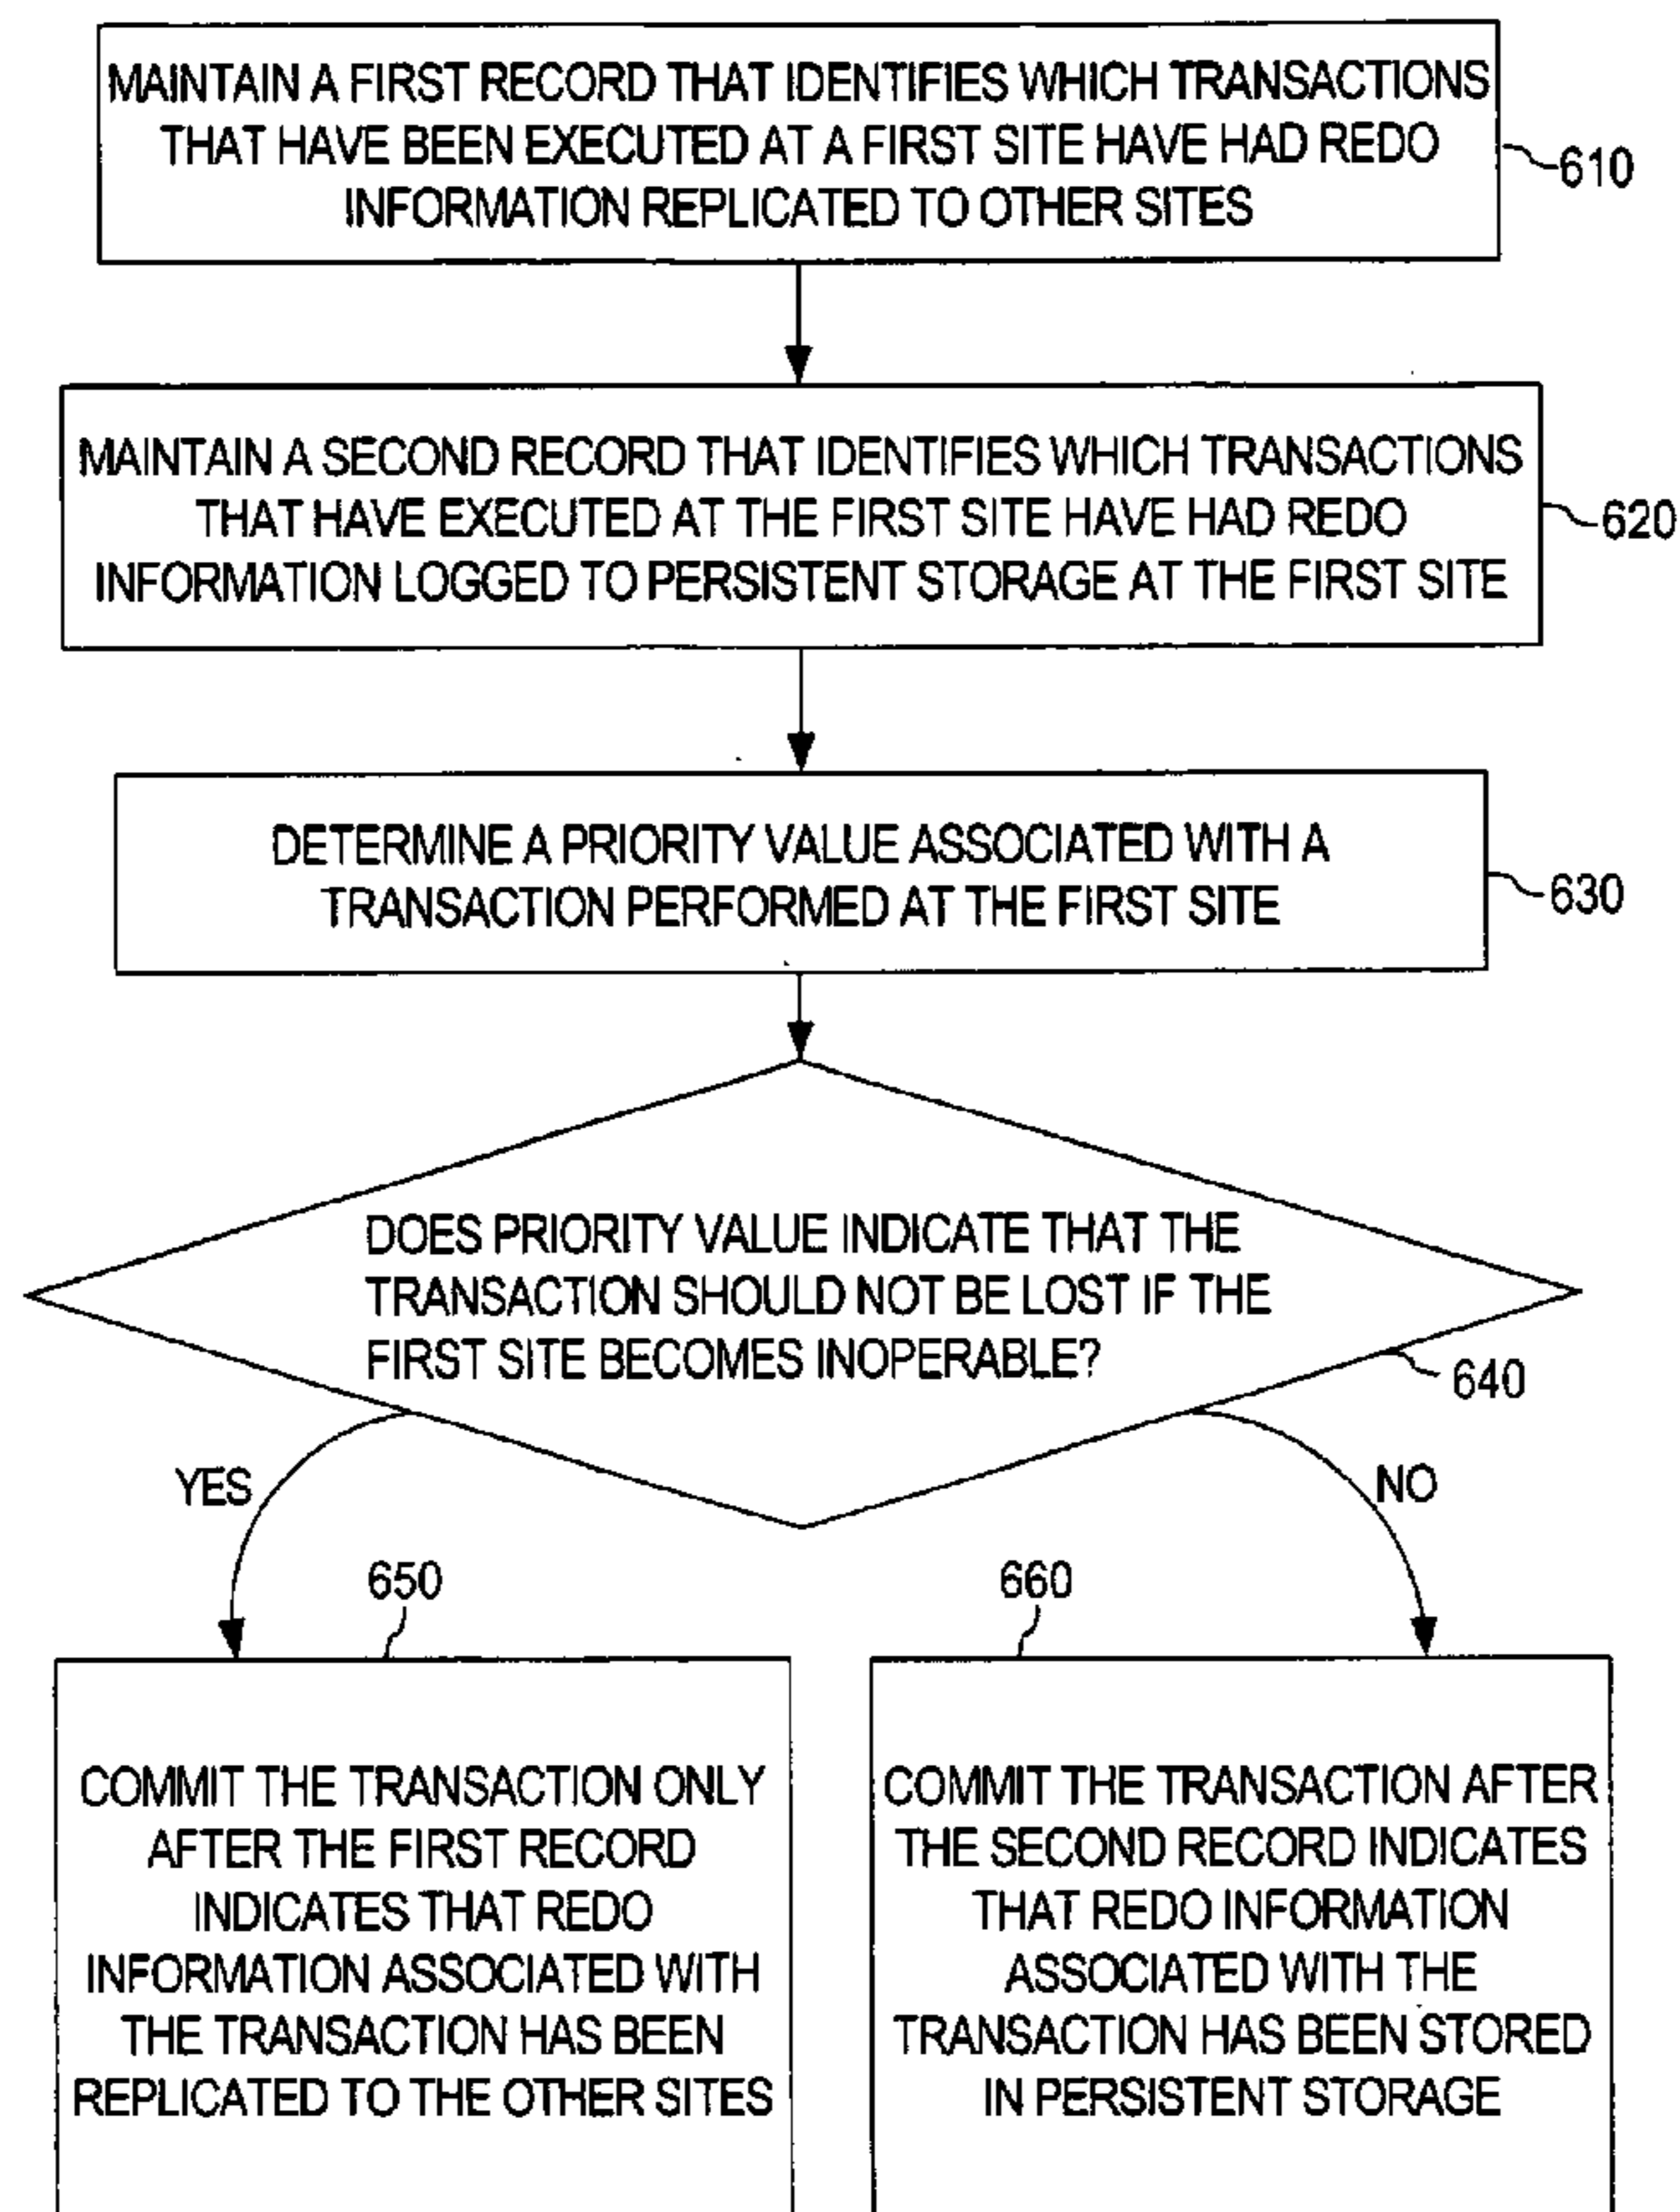 MAINTAIN A FIRST RECORD THAT IDENTIFIES WHICH TRANSACTIONS
THAT HAVE BEEN EXECUTED AT A FIRST SITE HAVE HAD REDO
INFORMATION REPLICATED TO OTHER SITES
610
MAINTAIN A SECOND RECORD THAT IDENTIFIES WHICH TRANSACTIONS
THAT HAVE EXECUTED AT THE FIRST SITE HAVE HAD REDO
INFORMATION LOGGED TO PERSISTENT STORAGE AT THE FIRST SITE
620
DETERMINE A PRIORITY VALUE ASSOCIATED WITH A
TRANSACTION PERFORMED AT THE FIRST SITE
630
DOES PRIORITY VALUE INDICATE THAT THE
TRANSACTION SHOULD NOT BE LOST IF THE
FIRST SITE BECOMES INOPERABLE?
640
YES
NO
650
COMMIT THE TRANSACTION ONLY
AFTER THE FIRST RECORD
INDICATES THAT REDO
INFORMATION ASSOCIATED WITH
THE TRANSACTION HAS BEEN
REPLICATED TO THE OTHER SITES
660
COMMIT THE TRANSACTION AFTER
THE SECOND RECORD INDICATES
THAT REDO INFORMATION
ASSOCIATED WITH THE
TRANSACTION HAS BEEN STORED
IN PERSISTENT STORAGE